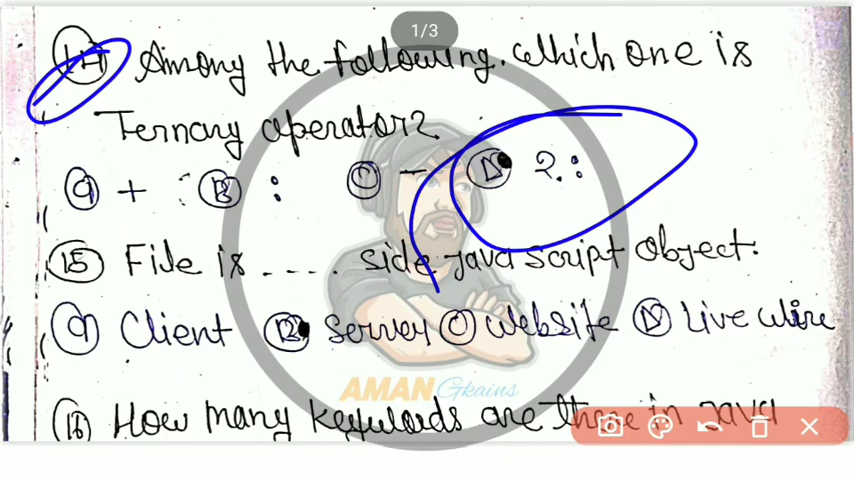 1/3
14 Among the following. Which one is
Ternary operator?
a + B : C - D ?:
15 File is .... side java script object.
a Client B server C website D Live wire
AMAN Gkains
16 How many keywords are there in Java